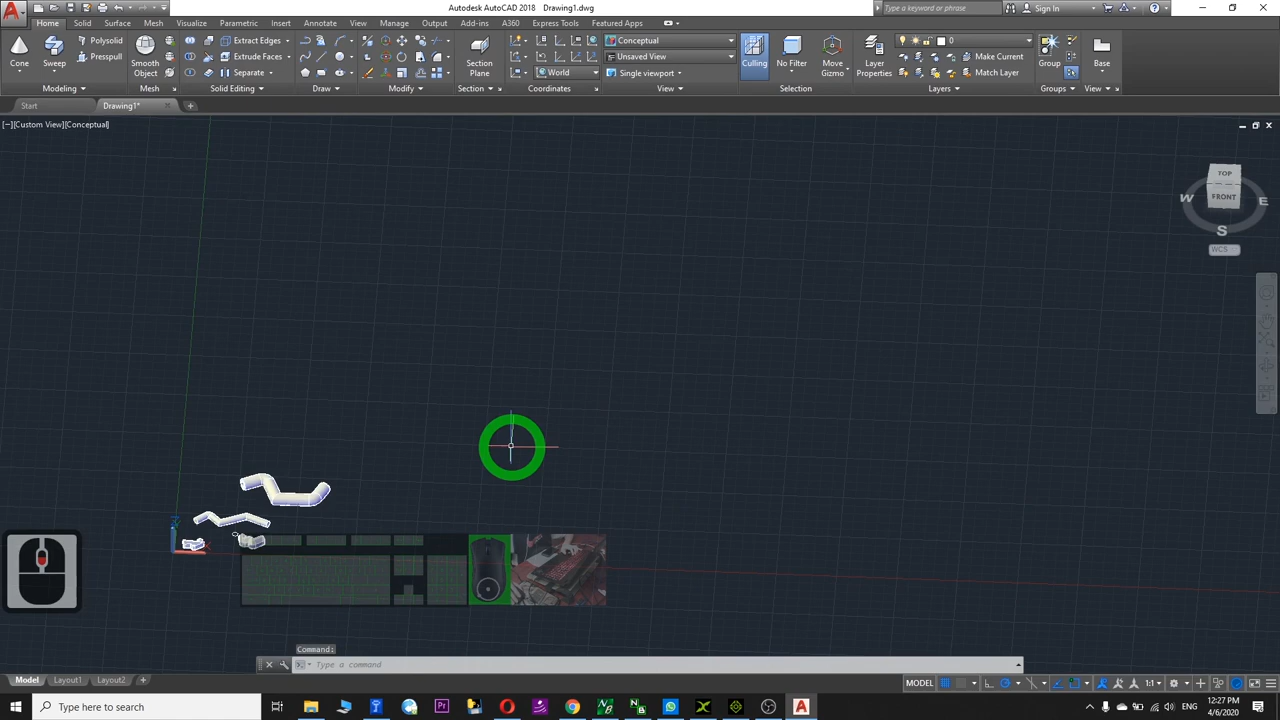 Autodesk AutoCAD 2018 Drawing1.dwg
Type a keyword or phrase
Sign In
Home Solid Surface Mesh Visualize Parametric Insert Annotate View Manage Output Add-ins A360 Express Tools Featured Apps
Cone Sweep Polysolid Presspull
Smooth Object
Extract Edges
Extrude Faces
Separate
Section Plane
World
Conceptual
Unsaved View
Single viewport
Culling
No Filter
Move Gizmo
Layer Properties
0
Make Current
Match Layer
Group
Base
Modeling Mesh Solid Editing Draw Modify Section Coordinates View Selection Layers Groups View
Start Drawing1*
[−][Custom View][Conceptual]
TOP
FRONT
W E
S
WCS
Command:
Type a command
Model Layout1 Layout2
MODEL
1:1
Type here to search
12:27 PM
4/6/2020